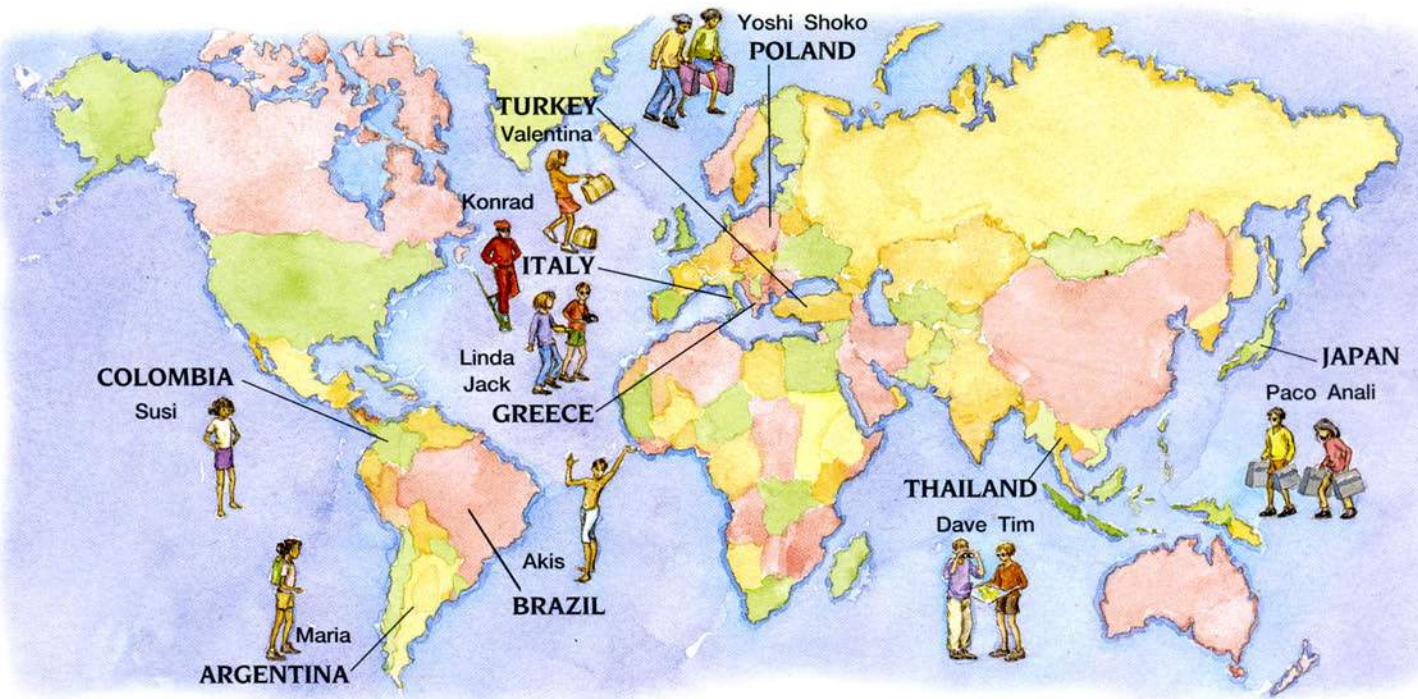 Yoshi Shoko
POLAND
TURKEY
Valentina
Konrad
ITALY
Linda
Jack
GREECE
COLOMBIA
Susi
JAPAN
Paco Anali
THAILAND
Dave Tim
Akis
BRAZIL
Maria
ARGENTINA